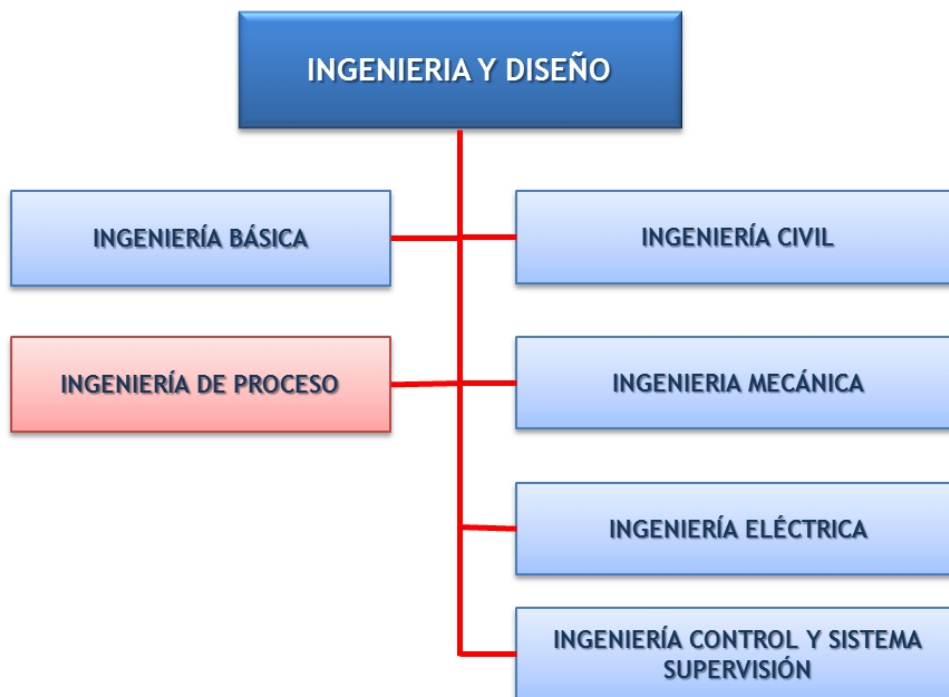 INGENIERIA Y DISEÑO
INGENIERÍA BÁSICA
INGENIERÍA CIVIL
INGENIERÍA DE PROCESO
INGENIERIA MECÁNICA
INGENIERÍA ELÉCTRICA
INGENIERÍA CONTROL Y SISTEMA
SUPERVISIÓN